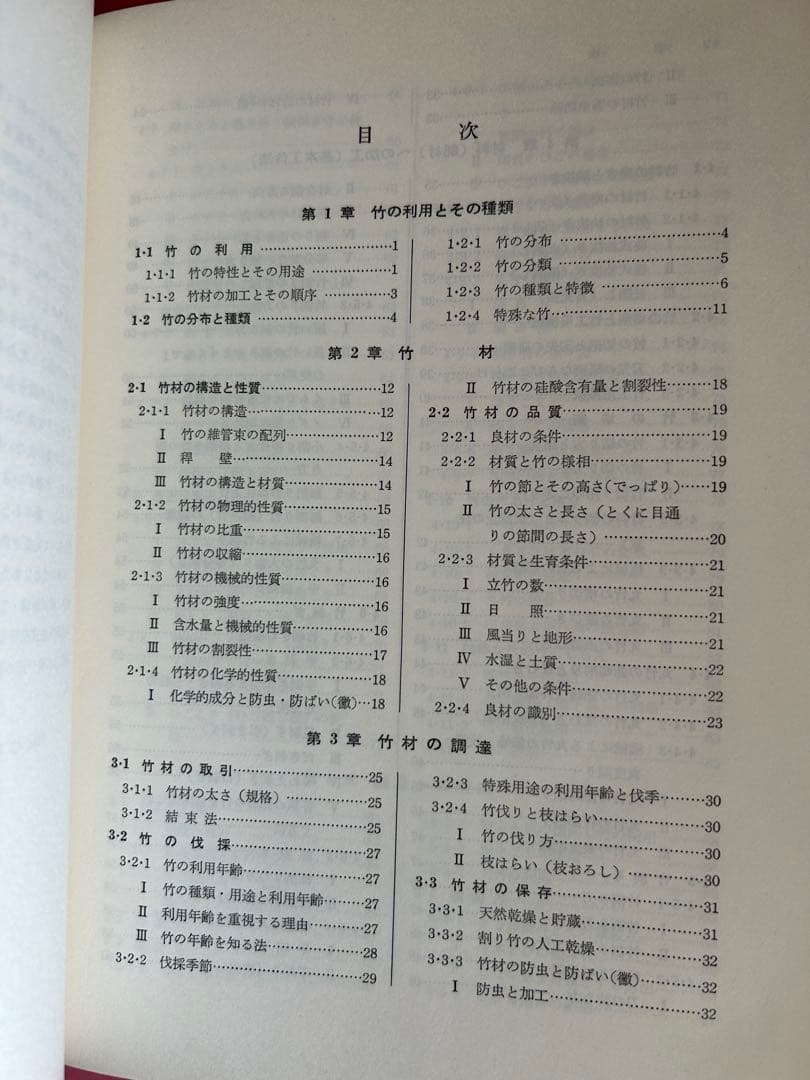 目　次
第1章　竹の利用とその種類
1・1　竹の利用……………………1
1・1・1　竹の特性とその用途……………1
1・1・2　竹材の加工とその順序…………3
1・2　竹の分布と種類……………………4
1・2・1　竹の分布……………………4
1・2・2　竹の分類……………………5
1・2・3　竹の種類と特徴……………………6
1・2・4　特殊な竹……………………11
第2章　竹　材
2・1　竹材の構造と性質……………………12
2・1・1　竹材の構造……………………12
Ⅰ　竹の維管束の配列……………12
Ⅱ　稈　壁……………………14
Ⅲ　竹材の構造と材質……………14
2・1・2　竹材の物理的性質……………15
Ⅰ　竹材の比重……………………15
Ⅱ　竹材の収縮……………………16
2・1・3　竹材の機械的性質……………16
Ⅰ　竹材の強度……………………16
Ⅱ　含水量と機械的性質……………16
Ⅲ　竹材の割裂性……………………17
2・1・4　竹材の化学的性質……………18
Ⅰ　化学的成分と防虫・防ばい(黴)…18
Ⅱ　竹材の硅酸含有量と割裂性………18
2・2　竹材の品質……………………19
2・2・1　良材の条件……………………19
2・2・2　材質と竹の様相……………………19
Ⅰ　竹の節とその高さ(でっぱり)……19
Ⅱ　竹の太さと長さ（とくに目通
りの節間の長さ）……………20
2・2・3　材質と生育条件……………………21
Ⅰ　立竹の数……………………21
Ⅱ　日　照……………………21
Ⅲ　風当りと地形……………………21
Ⅳ　水湿と土質……………………22
Ⅴ　その他の条件……………………22
2・2・4　良材の識別……………………23
第3章　竹材の調達
3・1　竹材の取引……………………25
3・1・1　竹材の太さ（規格）……………25
3・1・2　結束法……………………25
3・2　竹の伐採……………………27
3・2・1　竹の利用年齢……………………27
Ⅰ　竹の種類・用途と利用年齢………27
Ⅱ　利用年齢を重視する理由…………27
Ⅲ　竹の年齢を知る法……………28
3・2・2　伐採季節……………………29
3・2・3　特殊用途の利用年齢と伐季………30
3・2・4　竹伐りと枝はらい……………30
Ⅰ　竹の伐り方……………………30
Ⅱ　枝はらい（枝おろし）……………30
3・3　竹材の保存……………………31
3・3・1　天然乾燥と貯蔵……………31
3・3・2　割り竹の人工乾燥……………32
3・3・3　竹材の防虫と防ばい(黴)…………32
Ⅰ　防虫と加工……………………32